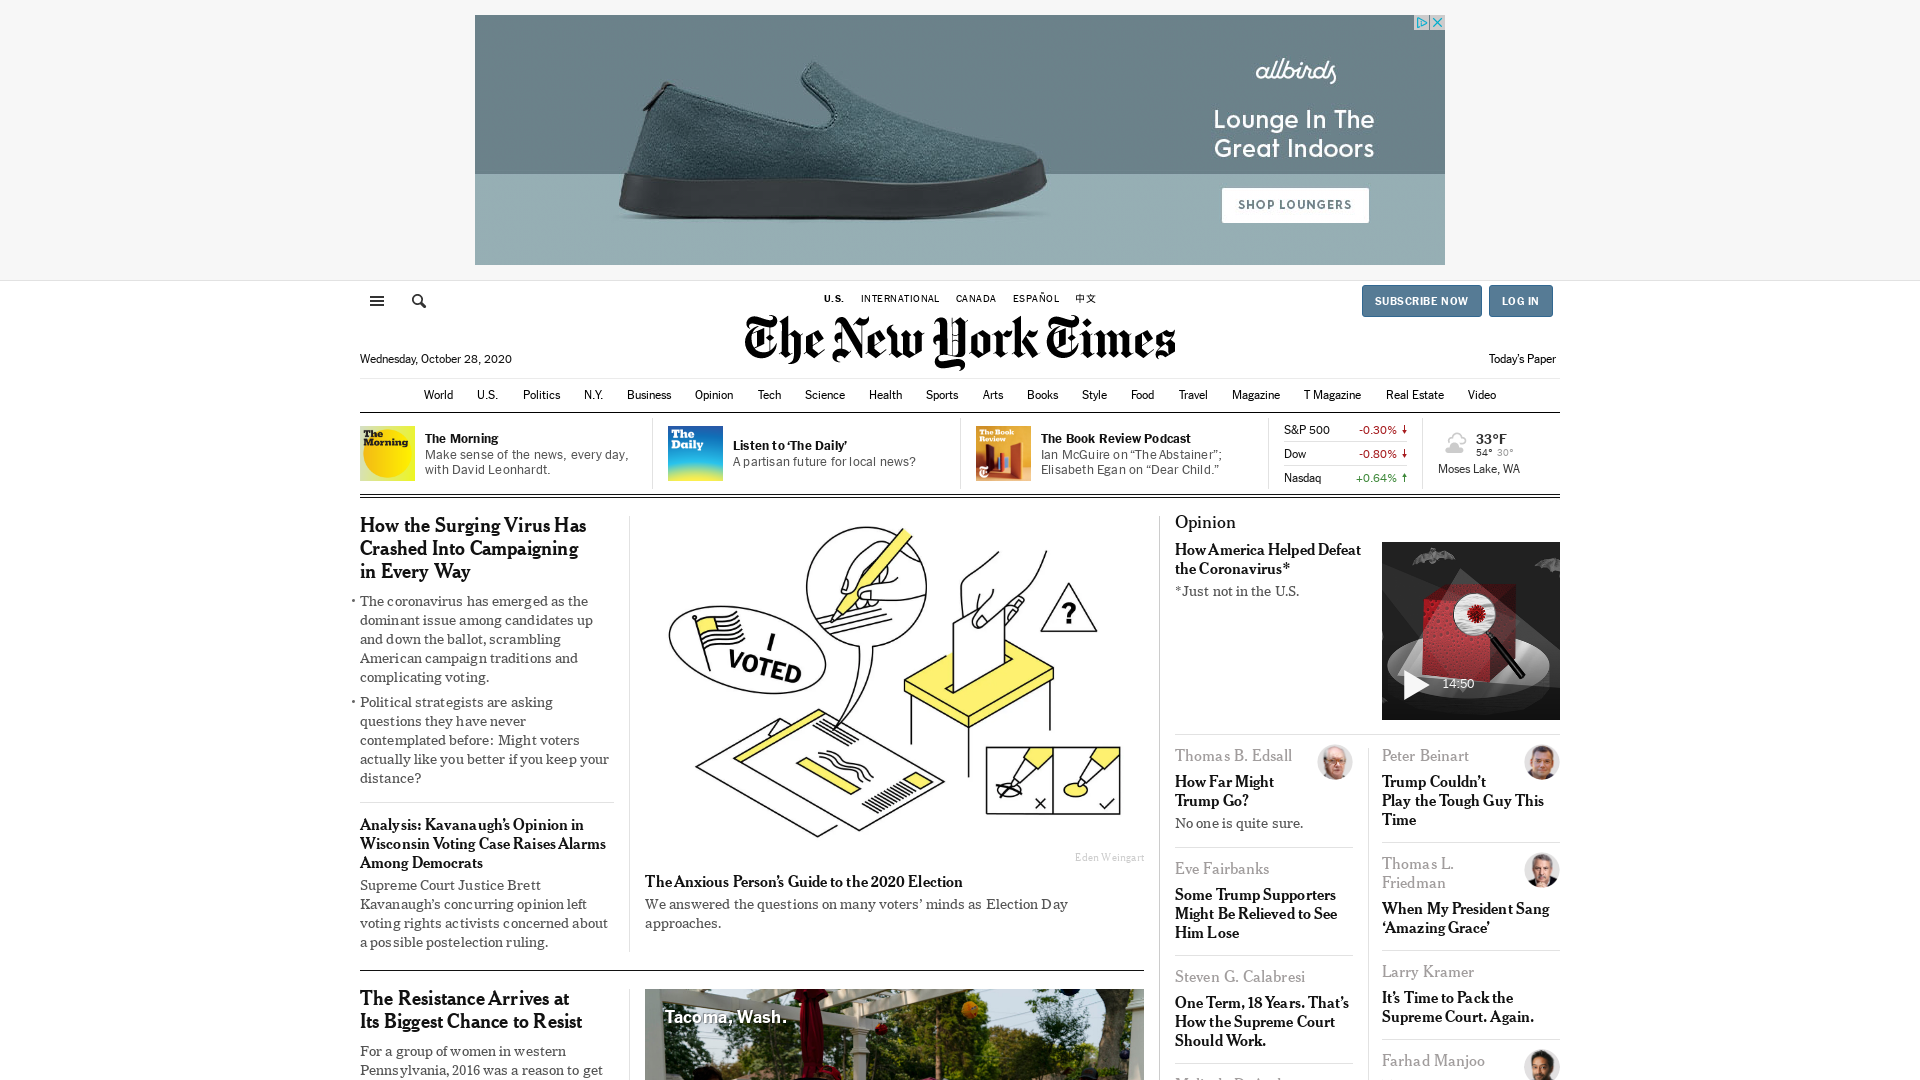 allbirds
Lounge In The
Great Indoors
SHOP LOUNGERS
U.S. INTERNATIONAL CANADA ESPAÑOL 中文
SUBSCRIBE NOW LOG IN
The New York Times
Wednesday, October 28, 2020
Today's Paper
World U.S. Politics N.Y. Business Opinion Tech Science Health Sports Arts Books Style Food Travel Magazine T Magazine Real Estate Video
The Morning
The Morning
Make sense of the news, every day,
with David Leonhardt.
The Daily
Listen to ‘The Daily’
A partisan future for local news?
The Book Review
The Book Review Podcast
Ian McGuire on “The Abstainer”;
Elisabeth Egan on “Dear Child.”
S&P 500 -0.30%
Dow -0.80%
Nasdaq +0.64%
33°F
54° 30°
Moses Lake, WA
How the Surging Virus Has
Crashed Into Campaigning
in Every Way
• The coronavirus has emerged as the
dominant issue among candidates up
and down the ballot, scrambling
American campaign traditions and
complicating voting.
• Political strategists are asking
questions they have never
contemplated before: Might voters
actually like you better if you keep your
distance?
Analysis: Kavanaugh’s Opinion in
Wisconsin Voting Case Raises Alarms
Among Democrats
Supreme Court Justice Brett
Kavanaugh’s concurring opinion left
voting rights activists concerned about
a possible postelection ruling.
I
VOTED
?
Eden Weingart
The Anxious Person’s Guide to the 2020 Election
We answered the questions on many voters’ minds as Election Day
approaches.
The Resistance Arrives at
Its Biggest Chance to Resist
For a group of women in western
Pennsylvania, 2016 was a reason to get
Tacoma, Wash.
Opinion
How America Helped Defeat
the Coronavirus*
*Just not in the U.S.
14:50
Thomas B. Edsall
How Far Might
Trump Go?
No one is quite sure.
Eve Fairbanks
Some Trump Supporters
Might Be Relieved to See
Him Lose
Steven G. Calabresi
One Term, 18 Years. That’s
How the Supreme Court
Should Work.
Peter Beinart
Trump Couldn’t
Play the Tough Guy This
Time
Thomas L.
Friedman
When My President Sang
‘Amazing Grace’
Larry Kramer
It’s Time to Pack the
Supreme Court. Again.
Farhad Manjoo